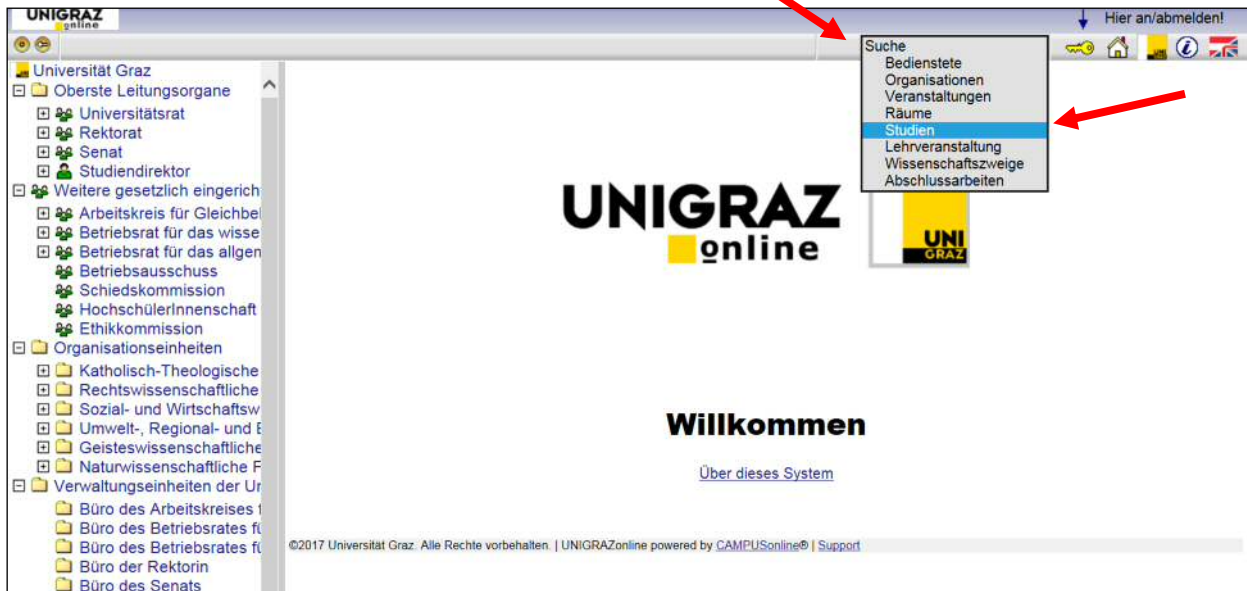 UNIGRAZ
online
Hier an/abmelden!
Suche
Bedienstete
Organisationen
Veranstaltungen
Räume
Studien
Lehrveranstaltung
Wissenschaftszweige
Abschlussarbeiten
Universität Graz
Oberste Leitungsorgane
Universitätsrat
Rektorat
Senat
Studiendirektor
Weitere gesetzlich eingerich
Arbeitskreis für Gleichbel
Betriebsrat für das wisse
Betriebsrat für das allgen
Betriebsausschuss
Schiedskommission
HochschülerInnenschaft
Ethikkommission
Organisationseinheiten
Katholisch-Theologische
Rechtswissenschaftliche
Sozial- und Wirtschaftsw
Umwelt-, Regional- und E
Geisteswissenschaftliche
Naturwissenschaftliche F
Verwaltungseinheiten der Ur
Büro des Arbeitskreises f
Büro des Betriebsrates fü
Büro des Betriebsrates fü
Büro der Rektorin
Büro des Senats
UNIGRAZ
online
UNI
GRAZ
Willkommen
Über dieses System
©2017 Universität Graz. Alle Rechte vorbehalten. | UNIGRAZonline powered by CAMPUSonline® | Support